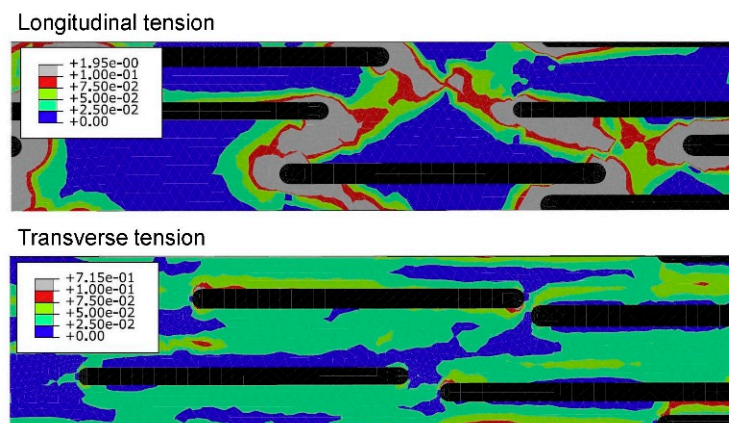 Longitudinal tension
+1.95e-00
+1.00e-01
+7.50e-02
+5.00e-02
+2.50e-02
+0.00
Transverse tension
+7.15e-01
+1.00e-01
+7.50e-02
+5.00e-02
+2.50e-02
+0.00